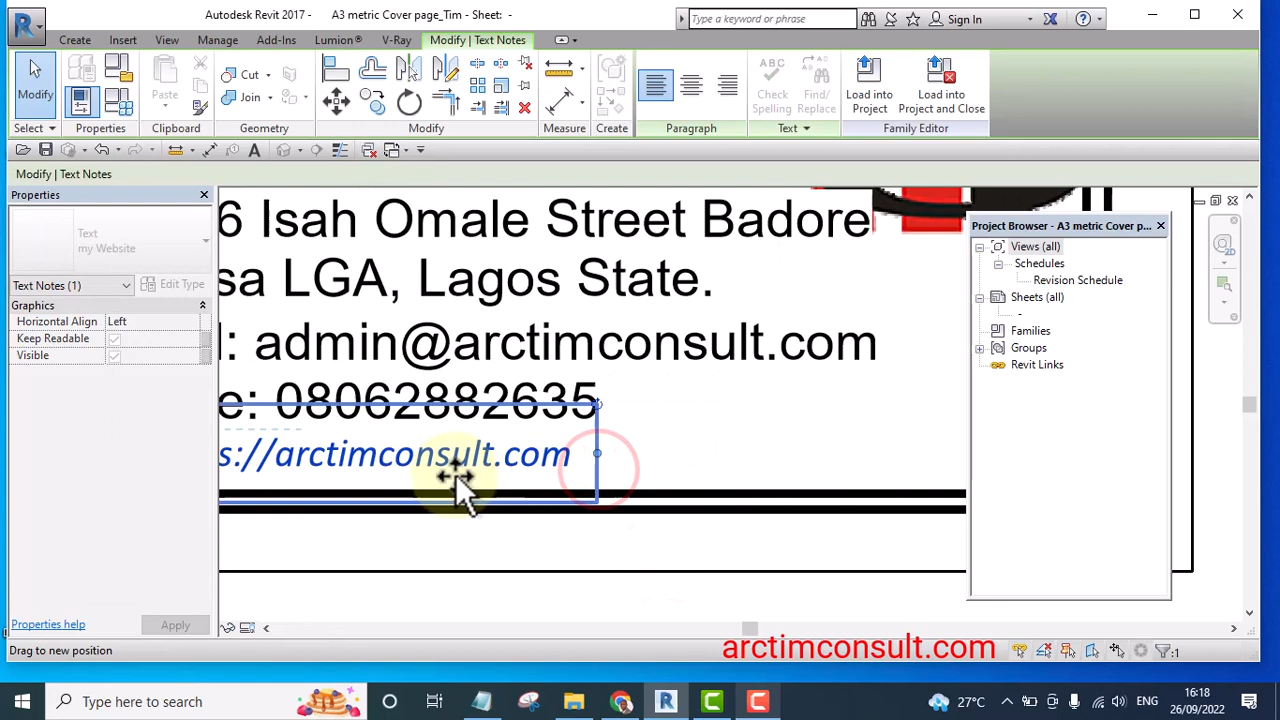 Autodesk Revit 2017 - A3 metric Cover page_Tim - Sheet: -
Type a keyword or phrase
Sign In
Create Insert View Manage Add-Ins Lumion® V-Ray Modify | Text Notes
Modify
Paste
Cut
Join
Check
Spelling
Find/
Replace
Load into
Project
Load into
Project and Close
Select Properties Clipboard Geometry Modify Measure Create Paragraph Text Family Editor
Modify | Text Notes
Properties
Text
my Website
Text Notes (1)
Edit Type
Graphics
Horizontal Align Left
Keep Readable
Visible
Properties help
Apply
6 Isah Omale Street Badore
sa LGA, Lagos State.
l: admin@arctimconsult.com
e: 08062882635
s://arctimconsult.com
Project Browser - A3 metric Cover p...
Views (all)
Schedules
Revision Schedule
Sheets (all)
-
Families
Groups
Revit Links
2D
Drag to new position
:1
arctimconsult.com
Type here to search
27°C
ENG
16:18
26/09/2022